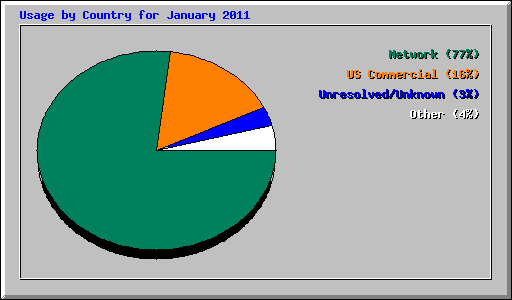 Usage by Country for January 2011
Network (77%)
US Commercial (16%)
Unresolved/Unknown (3%)
Other (4%)